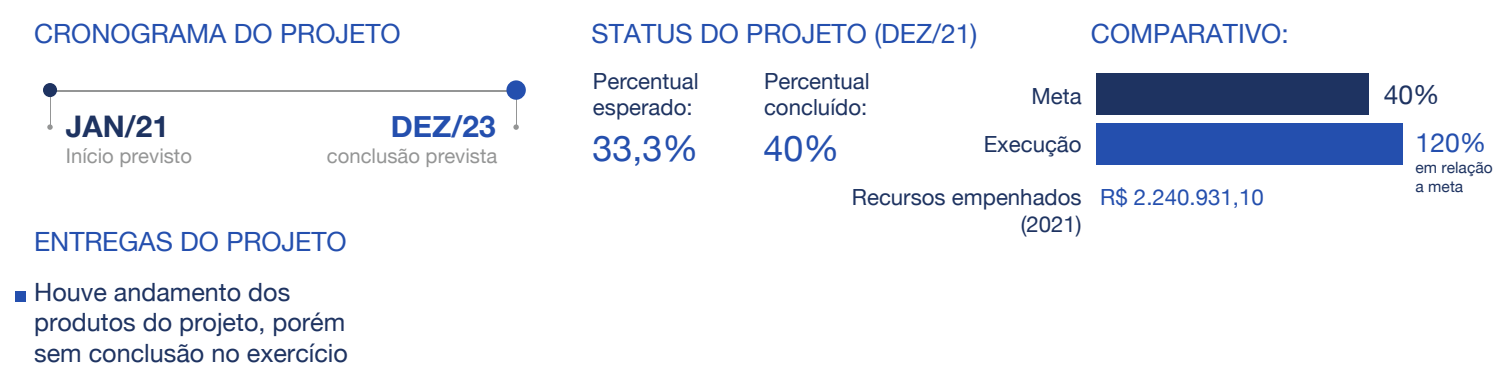 CRONOGRAMA DO PROJETO
JAN/21
Início previsto
DEZ/23
conclusão prevista
STATUS DO PROJETO (DEZ/21)
Percentual
esperado:
33,3%
Percentual
concluído:
40%
COMPARATIVO:
Meta
40%
Execução
120%
em relação
a meta
Recursos empenhados
(2021)
R$ 2.240.931,10
ENTREGAS DO PROJETO
Houve andamento dos
produtos do projeto, porém
sem conclusão no exercício